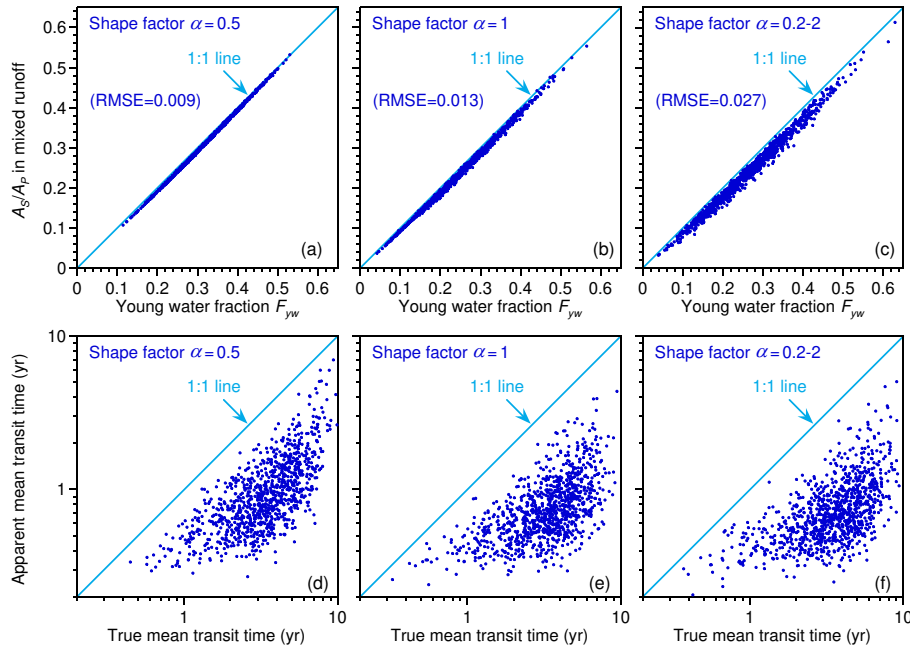 Shape factor α = 0.5
1:1 line
(RMSE=0.009)
(a)
A_S/A_P in mixed runoff
0.6
0.5
0.4
0.3
0.2
0.1
0
0 0.1 0.2 0.3 0.4 0.5 0.6
Young water fraction F_yw
Shape factor α = 1
1:1 line
(RMSE=0.013)
(b)
0 0.1 0.2 0.3 0.4 0.5 0.6
Young water fraction F_yw
Shape factor α = 0.2-2
1:1 line
(RMSE=0.027)
(c)
0 0.1 0.2 0.3 0.4 0.5 0.6
Young water fraction F_yw
Shape factor α = 0.5
1:1 line
(d)
Apparent mean transit time (yr)
10
1
1 10
True mean transit time (yr)
Shape factor α = 1
1:1 line
(e)
1 10
True mean transit time (yr)
Shape factor α = 0.2-2
1:1 line
(f)
1 10
True mean transit time (yr)